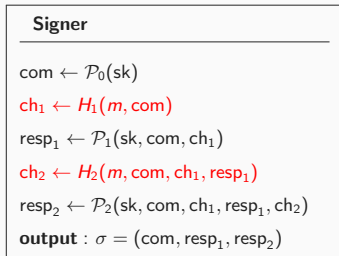 Signer
com ← P₀(sk)
ch₁ ← H₁(m, com)
resp₁ ← P₁(sk, com, ch₁)
ch₂ ← H₂(m, com, ch₁, resp₁)
resp₂ ← P₂(sk, com, ch₁, resp₁, ch₂)
output : σ = (com, resp₁, resp₂)